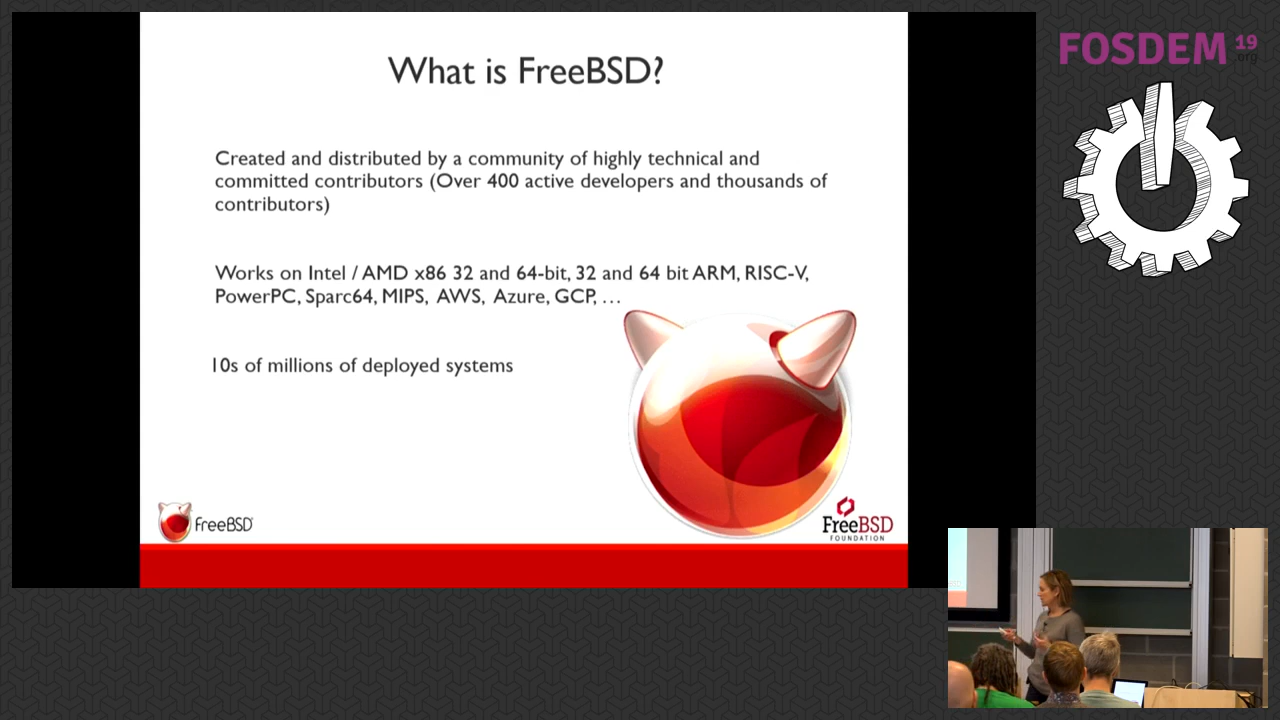 What is FreeBSD?
Created and distributed by a community of highly technical and
committed contributors (Over 400 active developers and thousands of
contributors)
Works on Intel / AMD x86 32 and 64-bit, 32 and 64 bit ARM, RISC-V,
PowerPC, Sparc64, MIPS, AWS, Azure, GCP, …
10s of millions of deployed systems
FreeBSD
FreeBSD
FOUNDATION
FOSDEM 19
.org